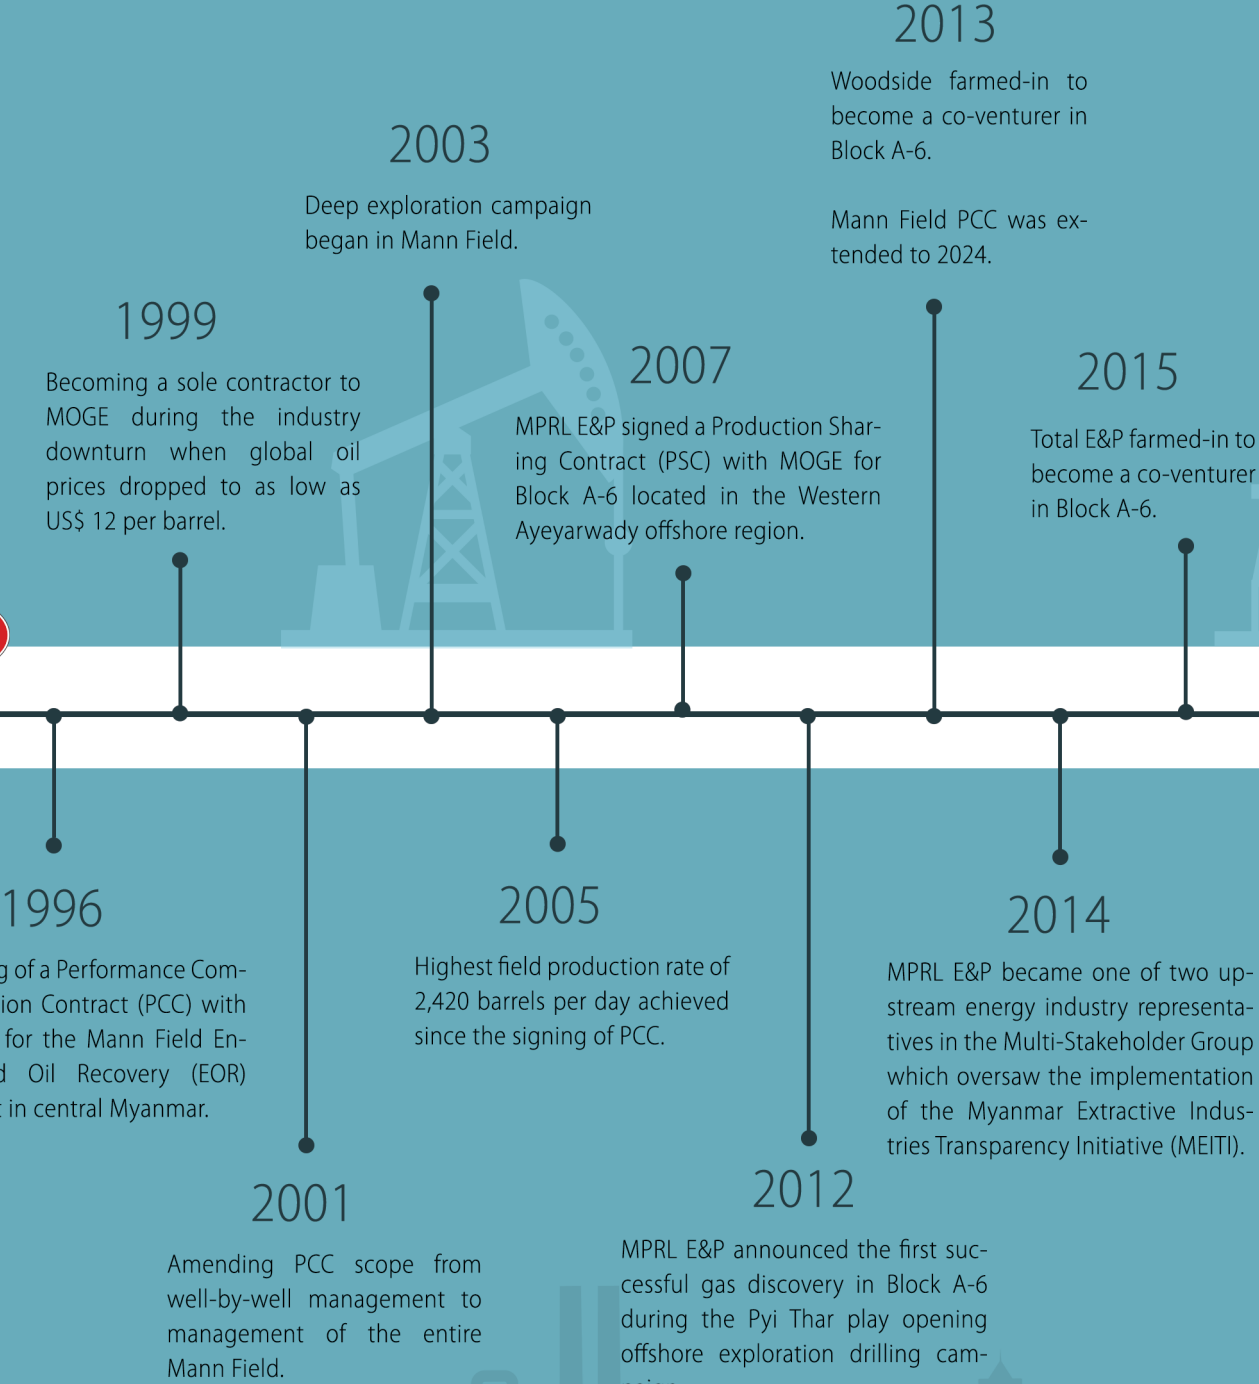 2013
Woodside farmed-in to
become a co-venturer in
Block A-6.
Mann Field PCC was ex-
tended to 2024.
2003
Deep exploration campaign
began in Mann Field.
1999
Becoming a sole contractor to
MOGE during the industry
downturn when global oil
prices dropped to as low as
US$ 12 per barrel.
2007
MPRL E&P signed a Production Shar-
ing Contract (PSC) with MOGE for
Block A-6 located in the Western
Ayeyarwady offshore region.
2015
Total E&P farmed-in to
become a co-venturer
in Block A-6.
1996
g of a Performance Com-
ion Contract (PCC) with
for the Mann Field En-
d Oil Recovery (EOR)
t in central Myanmar.
2005
Highest field production rate of
2,420 barrels per day achieved
since the signing of PCC.
2014
MPRL E&P became one of two up-
stream energy industry representa-
tives in the Multi-Stakeholder Group
which oversaw the implementation
of the Myanmar Extractive Indus-
tries Transparency Initiative (MEITI).
2001
Amending PCC scope from
well-by-well management to
management of the entire
Mann Field.
2012
MPRL E&P announced the first suc-
cessful gas discovery in Block A-6
during the Pyi Thar play opening
offshore exploration drilling cam-